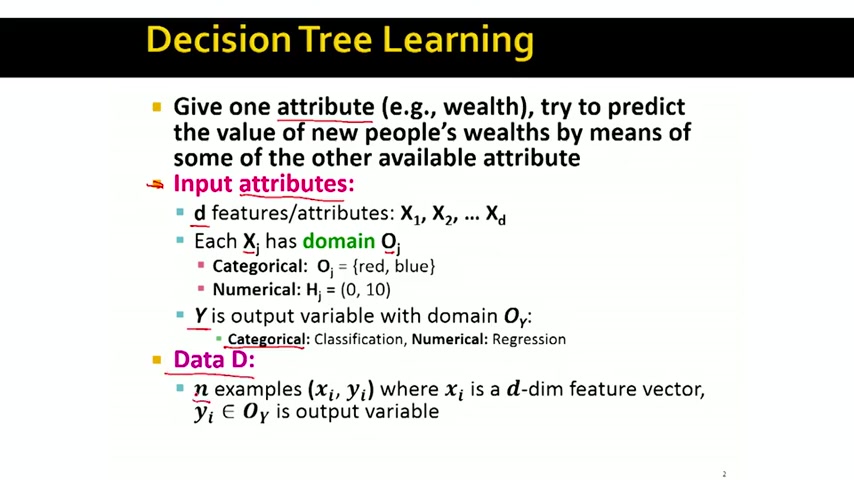 Decision Tree Learning
Give one attribute (e.g., wealth), try to predict
the value of new people's wealths by means of
some of the other available attribute
Input attributes:
d features/attributes: X₁, X₂, … X_d
Each X_j has domain O_j
Categorical: O_j = {red, blue}
Numerical: H_j = (0, 10)
Y is output variable with domain O_Y:
Categorical: Classification, Numerical: Regression
Data D:
n examples (x_i, y_i) where x_i is a d-dim feature vector,
y_i ∈ O_Y is output variable
2